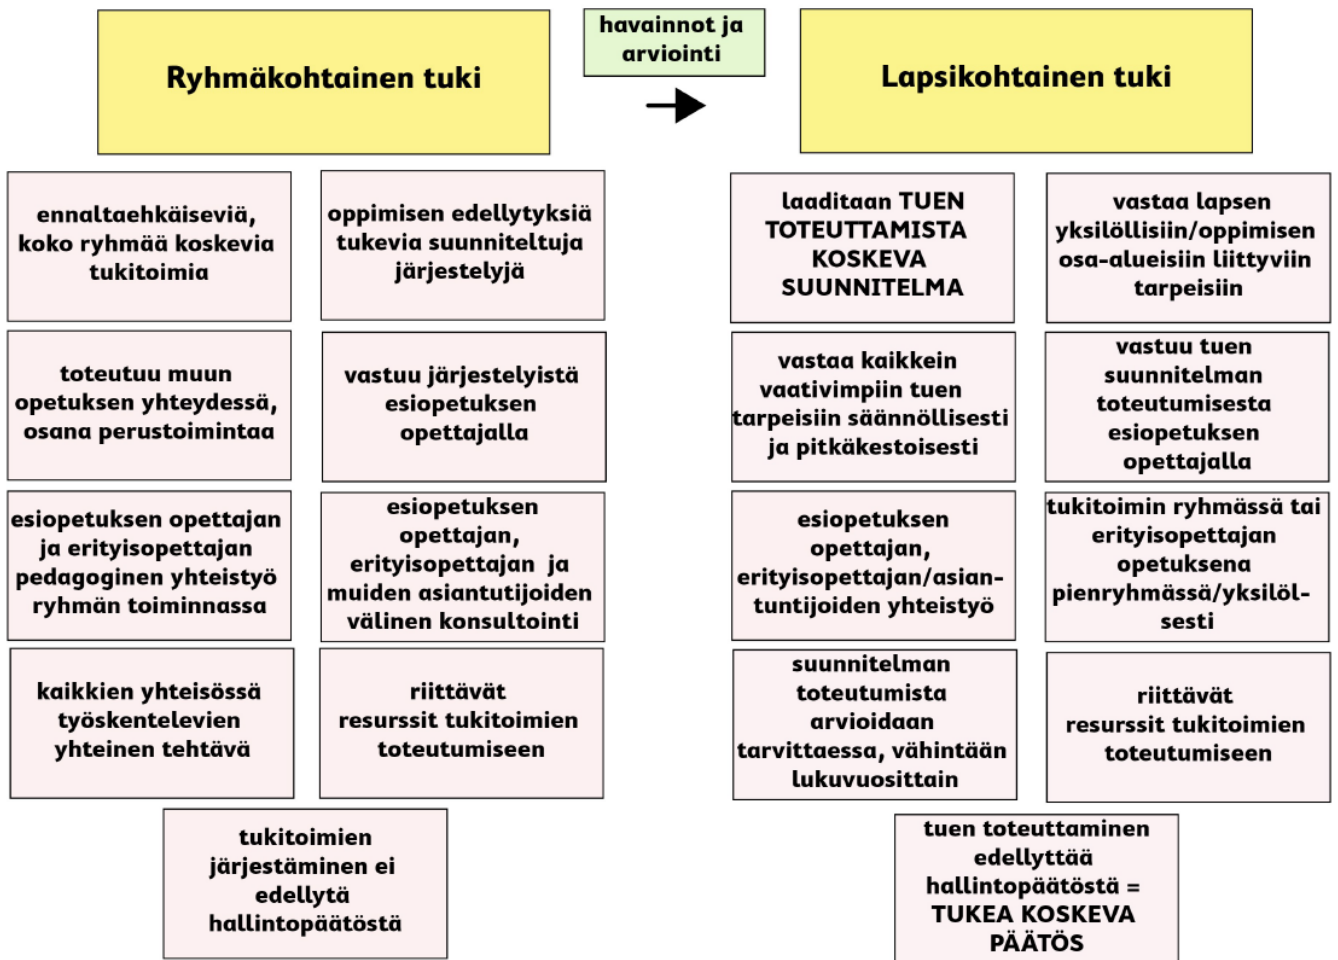 Ryhmäkohtainen tuki
havainnot ja
arviointi
Lapsikohtainen tuki
ennaltaehkäiseviä,
koko ryhmää koskevia
tukitoimia
oppimisen edellytyksiä
tukevia suunniteltuja
järjestelyjä
toteutuu muun
opetuksen yhteydessä,
osana perustoimintaa
vastuu järjestelyistä
esiopetuksen
opettajalla
esiopetuksen opettajan
ja erityisopettajan
pedagoginen yhteistyö
ryhmän toiminnassa
esiopetuksen
opettajan,
erityisopettajan ja
muiden asiantutijoiden
välinen konsultointi
kaikkien yhteisössä
työskentelevien
yhteinen tehtävä
riittävät
resurssit tukitoimien
toteutumiseen
tukitoimien
järjestäminen ei
edellytä
hallintopäätöstä
laaditaan TUEN
TOTEUTTAMISTA
KOSKEVA
SUUNNITELMA
vastaa lapsen
yksilöllisiin/oppimisen
osa-alueisiin liittyviin
tarpeisiin
vastaa kaikkein
vaativimpiin tuen
tarpeisiin säännöllisesti
ja pitkäkestoisesti
vastuu tuen
suunnitelman
toteutumisesta
esiopetuksen
opettajalla
esiopetuksen
opettajan,
erityisopettajan/asian-
tuntijoiden yhteistyö
tukitoimin ryhmässä tai
erityisopettajan
opetuksena
pienryhmässä/yksilöl-
sesti
suunnitelman
toteutumista
arvioidaan
tarvittaessa, vähintään
lukuvuosittain
riittävät
resurssit tukitoimien
toteutumiseen
tuen toteuttaminen
edellyttää
hallintopäätöstä =
TUKEA KOSKEVA
PÄÄTÖS